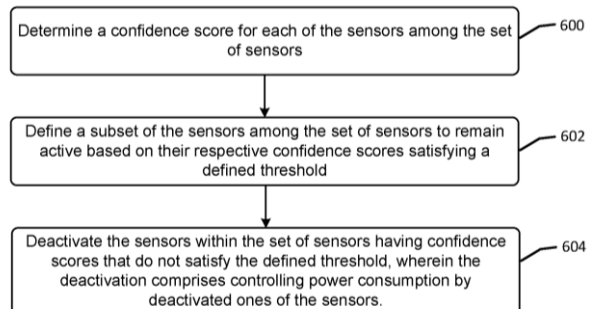 Determine a confidence score for each of the sensors among the set
of sensors
600
Define a subset of the sensors among the set of sensors to remain
active based on their respective confidence scores satisfying a
defined threshold
602
Deactivate the sensors within the set of sensors having confidence
scores that do not satisfy the defined threshold, wherein the
deactivation comprises controlling power consumption by
deactivated ones of the sensors.
604